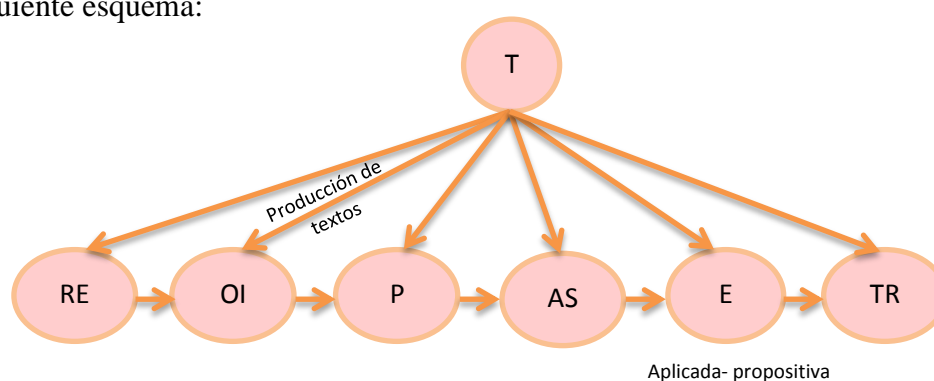 uiente esquema:
T
Producción de
textos
RE
OI
P
AS
E
TR
Aplicada- propositiva